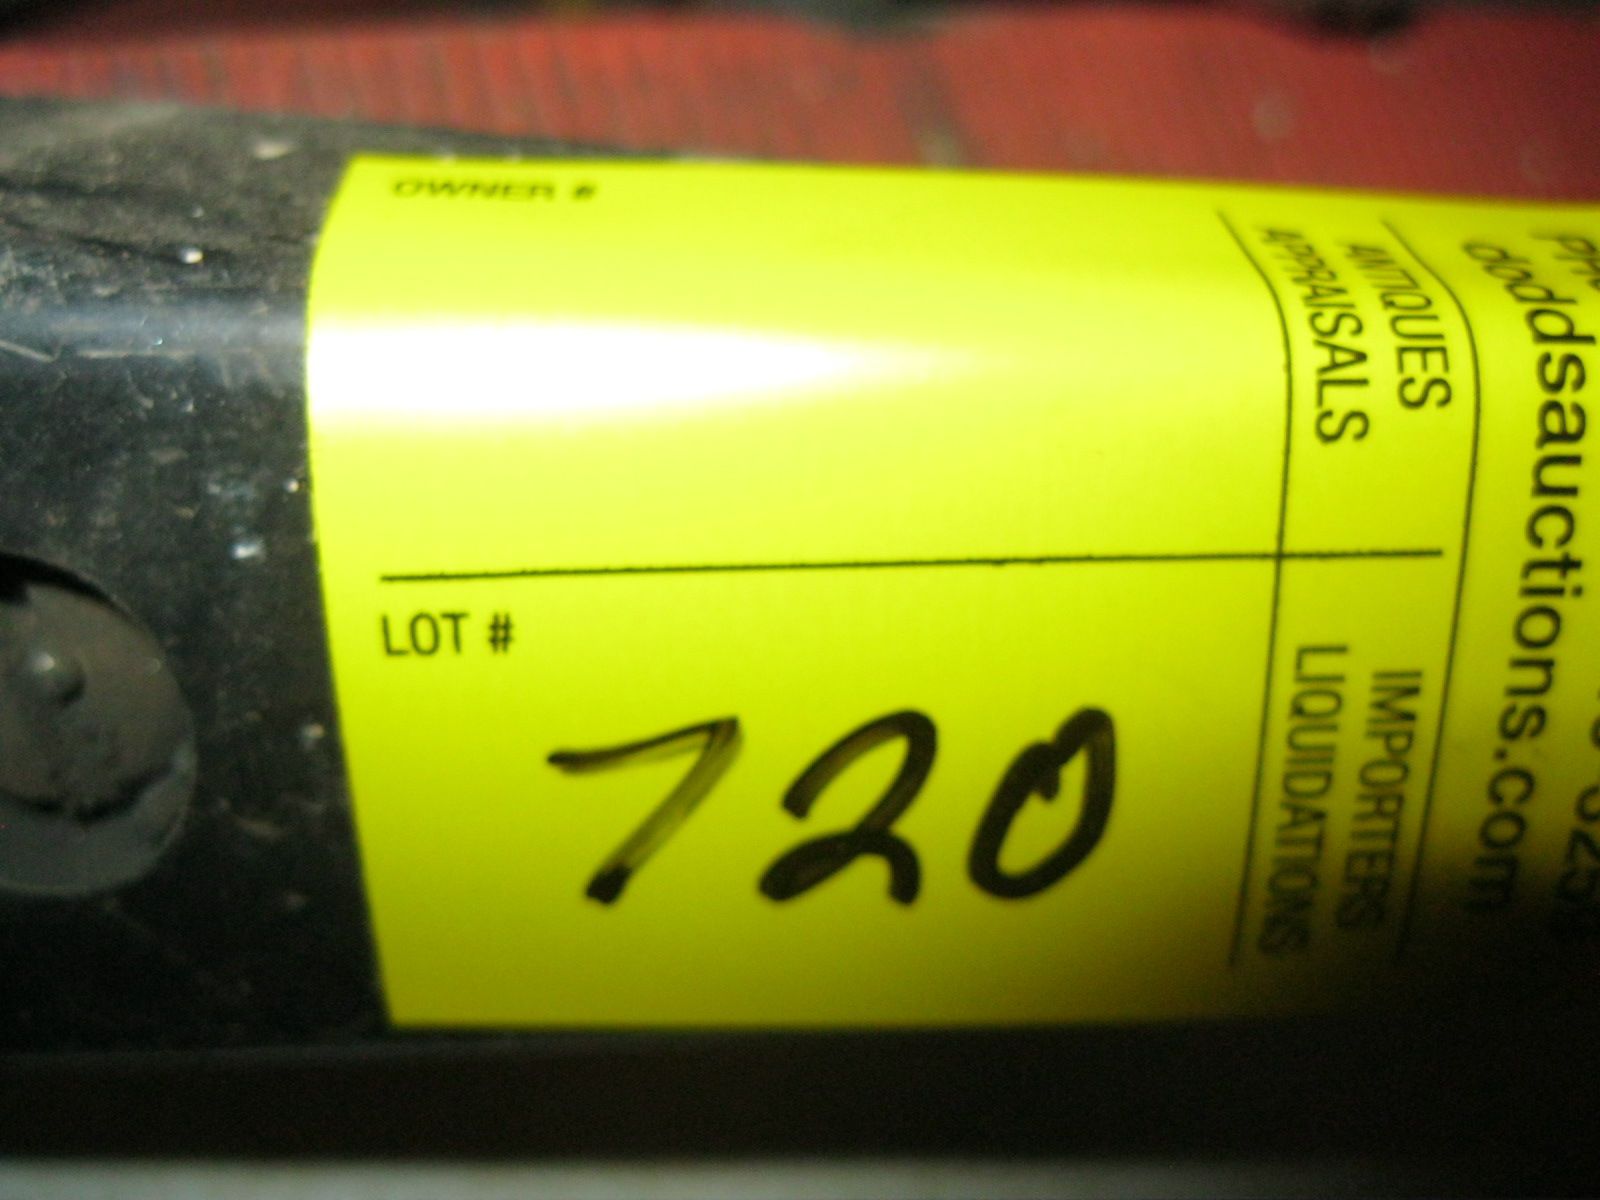 OWNER #
LOT #
720
ANTIQUES
APPRAISALS
IMPORTERS
LIQUIDATIONS
doddsauctions.com